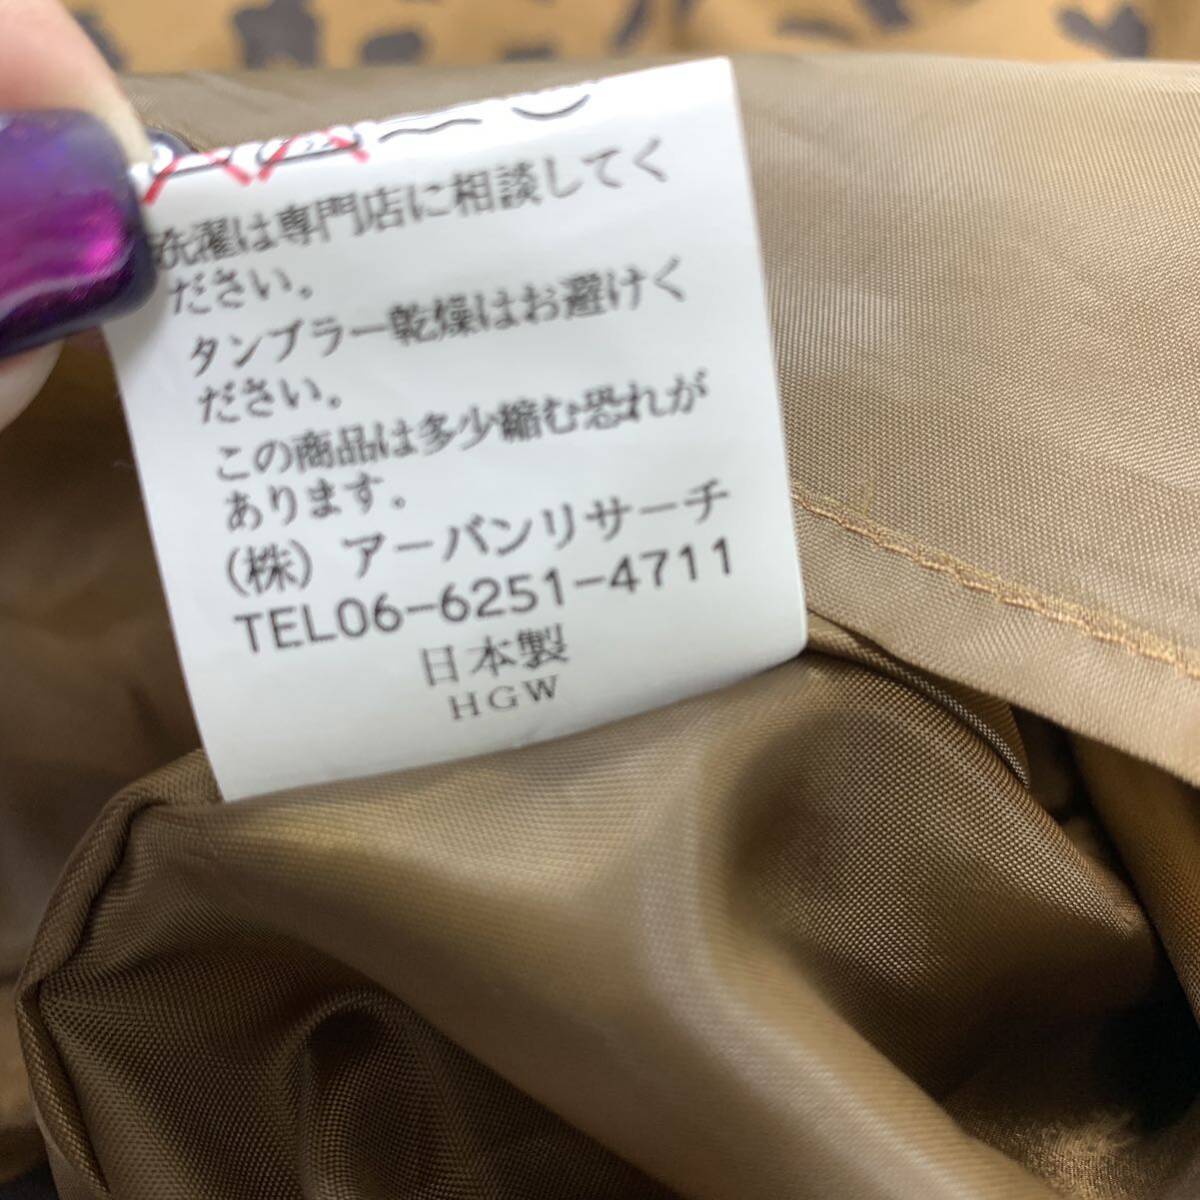 洗濯は専門店に相談してく
ださい。
タンブラー乾燥はお避けく
ださい。
この商品は多少縮む恐れが
あります。
(株) アーバンリサーチ
TEL06-6251-4711
日本製
HGW